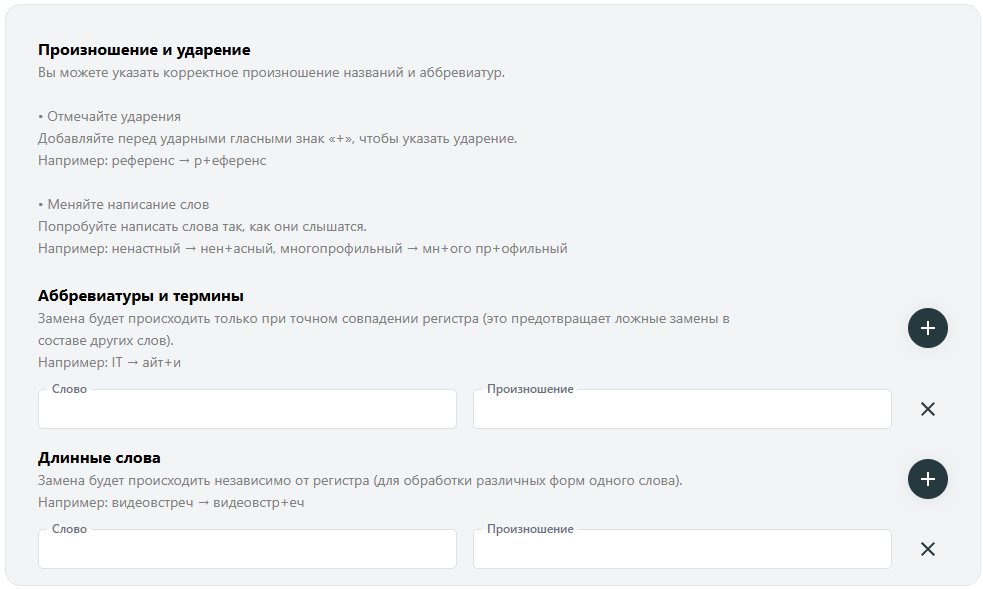 Произношение и ударение
Вы можете указать корректное произношение названий и аббревиатур.
• Отмечайте ударения
Добавляйте перед ударными гласными знак «+», чтобы указать ударение.
Например: референс → р+еференс
• Меняйте написание слов
Попробуйте написать слова так, как они слышатся.
Например: ненастный → нен+асный, многопрофильный → мн+ого пр+офильный
Аббревиатуры и термины
Замена будет происходить только при точном совпадении регистра (это предотвращает ложные замены в
составе других слов).
Например: IT → айт+и
Слово
Произношение
Длинные слова
Замена будет происходить независимо от регистра (для обработки различных форм одного слова).
Например: видеовстреч → видеовстр+еч
Слово
Произношение